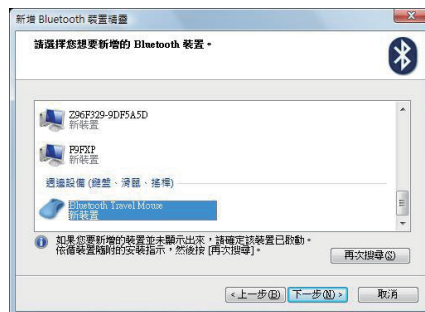 新增 Bluetooth 裝置精靈
請選擇您想要新增的 Bluetooth 裝置。
Z96F329-9DF5A5D
新裝置
F9FXP
新裝置
週邊設備 (鍵盤、滑鼠、搖桿)
Bluetooth Travel Mouse
新裝置
如果您要新增的裝置並未顯示出來,請確定該裝置已啟動。
依循裝置隨附的安裝指示,然後按 [再次搜尋]。
再次搜尋(S)
<上一步(B)
下一步(N)>
取消